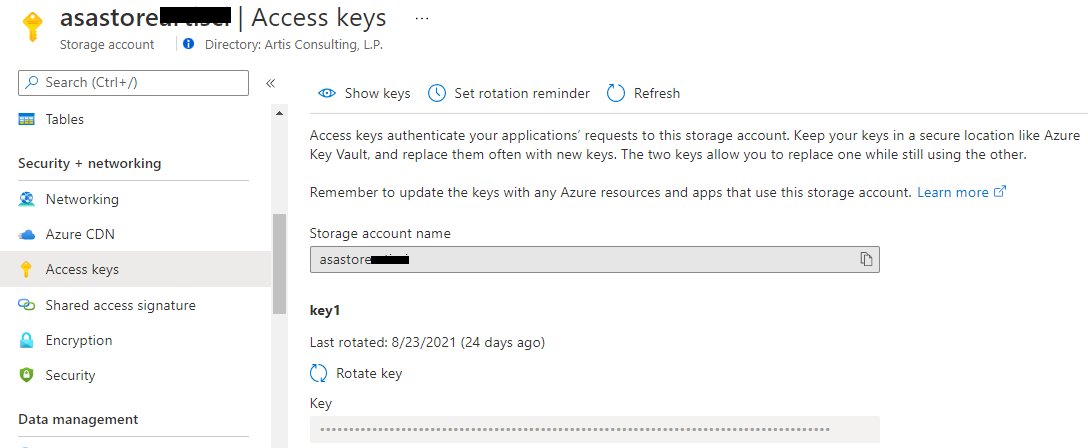 asastore | Access keys ...
Storage account | Directory: Artis Consulting, L.P.
Search (Ctrl+/) «
Tables
Security + networking
Networking
Azure CDN
Access keys
Shared access signature
Encryption
Security
Data management
Show keys Set rotation reminder Refresh
Access keys authenticate your applications' requests to this storage account. Keep your keys in a secure location like Azure
Key Vault, and replace them often with new keys. The two keys allow you to replace one while still using the other.
Remember to update the keys with any Azure resources and apps that use this storage account. Learn more
Storage account name
asastore
key1
Last rotated: 8/23/2021 (24 days ago)
Rotate key
Key